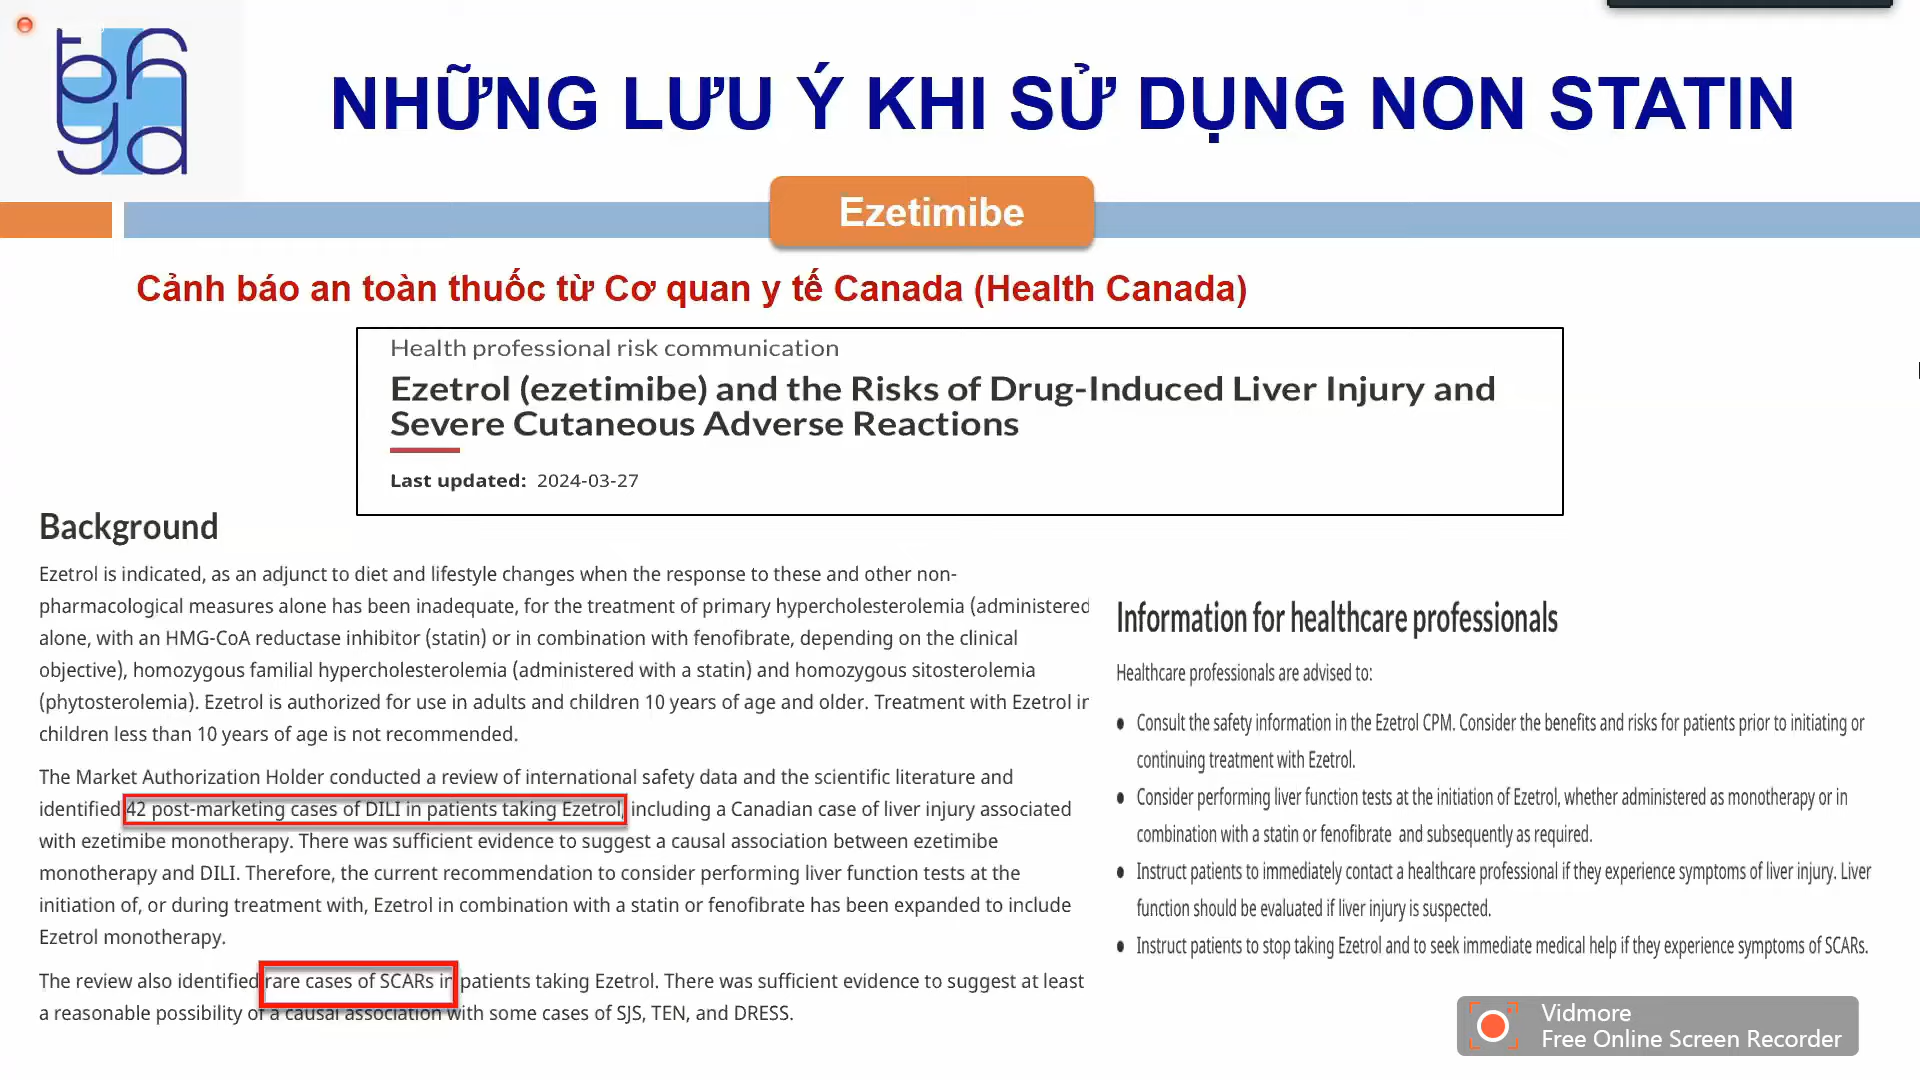 bhyd
NHỮNG LƯU Ý KHI SỬ DỤNG NON STATIN
Ezetimibe
Cảnh báo an toàn thuốc từ Cơ quan y tế Canada (Health Canada)
Health professional risk communication
Ezetrol (ezetimibe) and the Risks of Drug-Induced Liver Injury and
Severe Cutaneous Adverse Reactions
Last updated: 2024-03-27
Background
Ezetrol is indicated, as an adjunct to diet and lifestyle changes when the response to these and other non-
pharmacological measures alone has been inadequate, for the treatment of primary hypercholesterolemia (administered
alone, with an HMG-CoA reductase inhibitor (statin) or in combination with fenofibrate, depending on the clinical
objective), homozygous familial hypercholesterolemia (administered with a statin) and homozygous sitosterolemia
(phytosterolemia). Ezetrol is authorized for use in adults and children 10 years of age and older. Treatment with Ezetrol in
children less than 10 years of age is not recommended.
The Market Authorization Holder conducted a review of international safety data and the scientific literature and
identified 42 post-marketing cases of DILI in patients taking Ezetrol, including a Canadian case of liver injury associated
with ezetimibe monotherapy. There was sufficient evidence to suggest a causal association between ezetimibe
monotherapy and DILI. Therefore, the current recommendation to consider performing liver function tests at the
initiation of, or during treatment with, Ezetrol in combination with a statin or fenofibrate has been expanded to include
Ezetrol monotherapy.
The review also identified rare cases of SCARs in patients taking Ezetrol. There was sufficient evidence to suggest at least
a reasonable possibility of a causal association with some cases of SJS, TEN, and DRESS.
Information for healthcare professionals
Healthcare professionals are advised to:
● Consult the safety information in the Ezetrol CPM. Consider the benefits and risks for patients prior to initiating or
continuing treatment with Ezetrol.
● Consider performing liver function tests at the initiation of Ezetrol, whether administered as monotherapy or in
combination with a statin or fenofibrate and subsequently as required.
● Instruct patients to immediately contact a healthcare professional if they experience symptoms of liver injury. Liver
function should be evaluated if liver injury is suspected.
● Instruct patients to stop taking Ezetrol and to seek immediate medical help if they experience symptoms of SCARs.
Vidmore
Free Online Screen Recorder